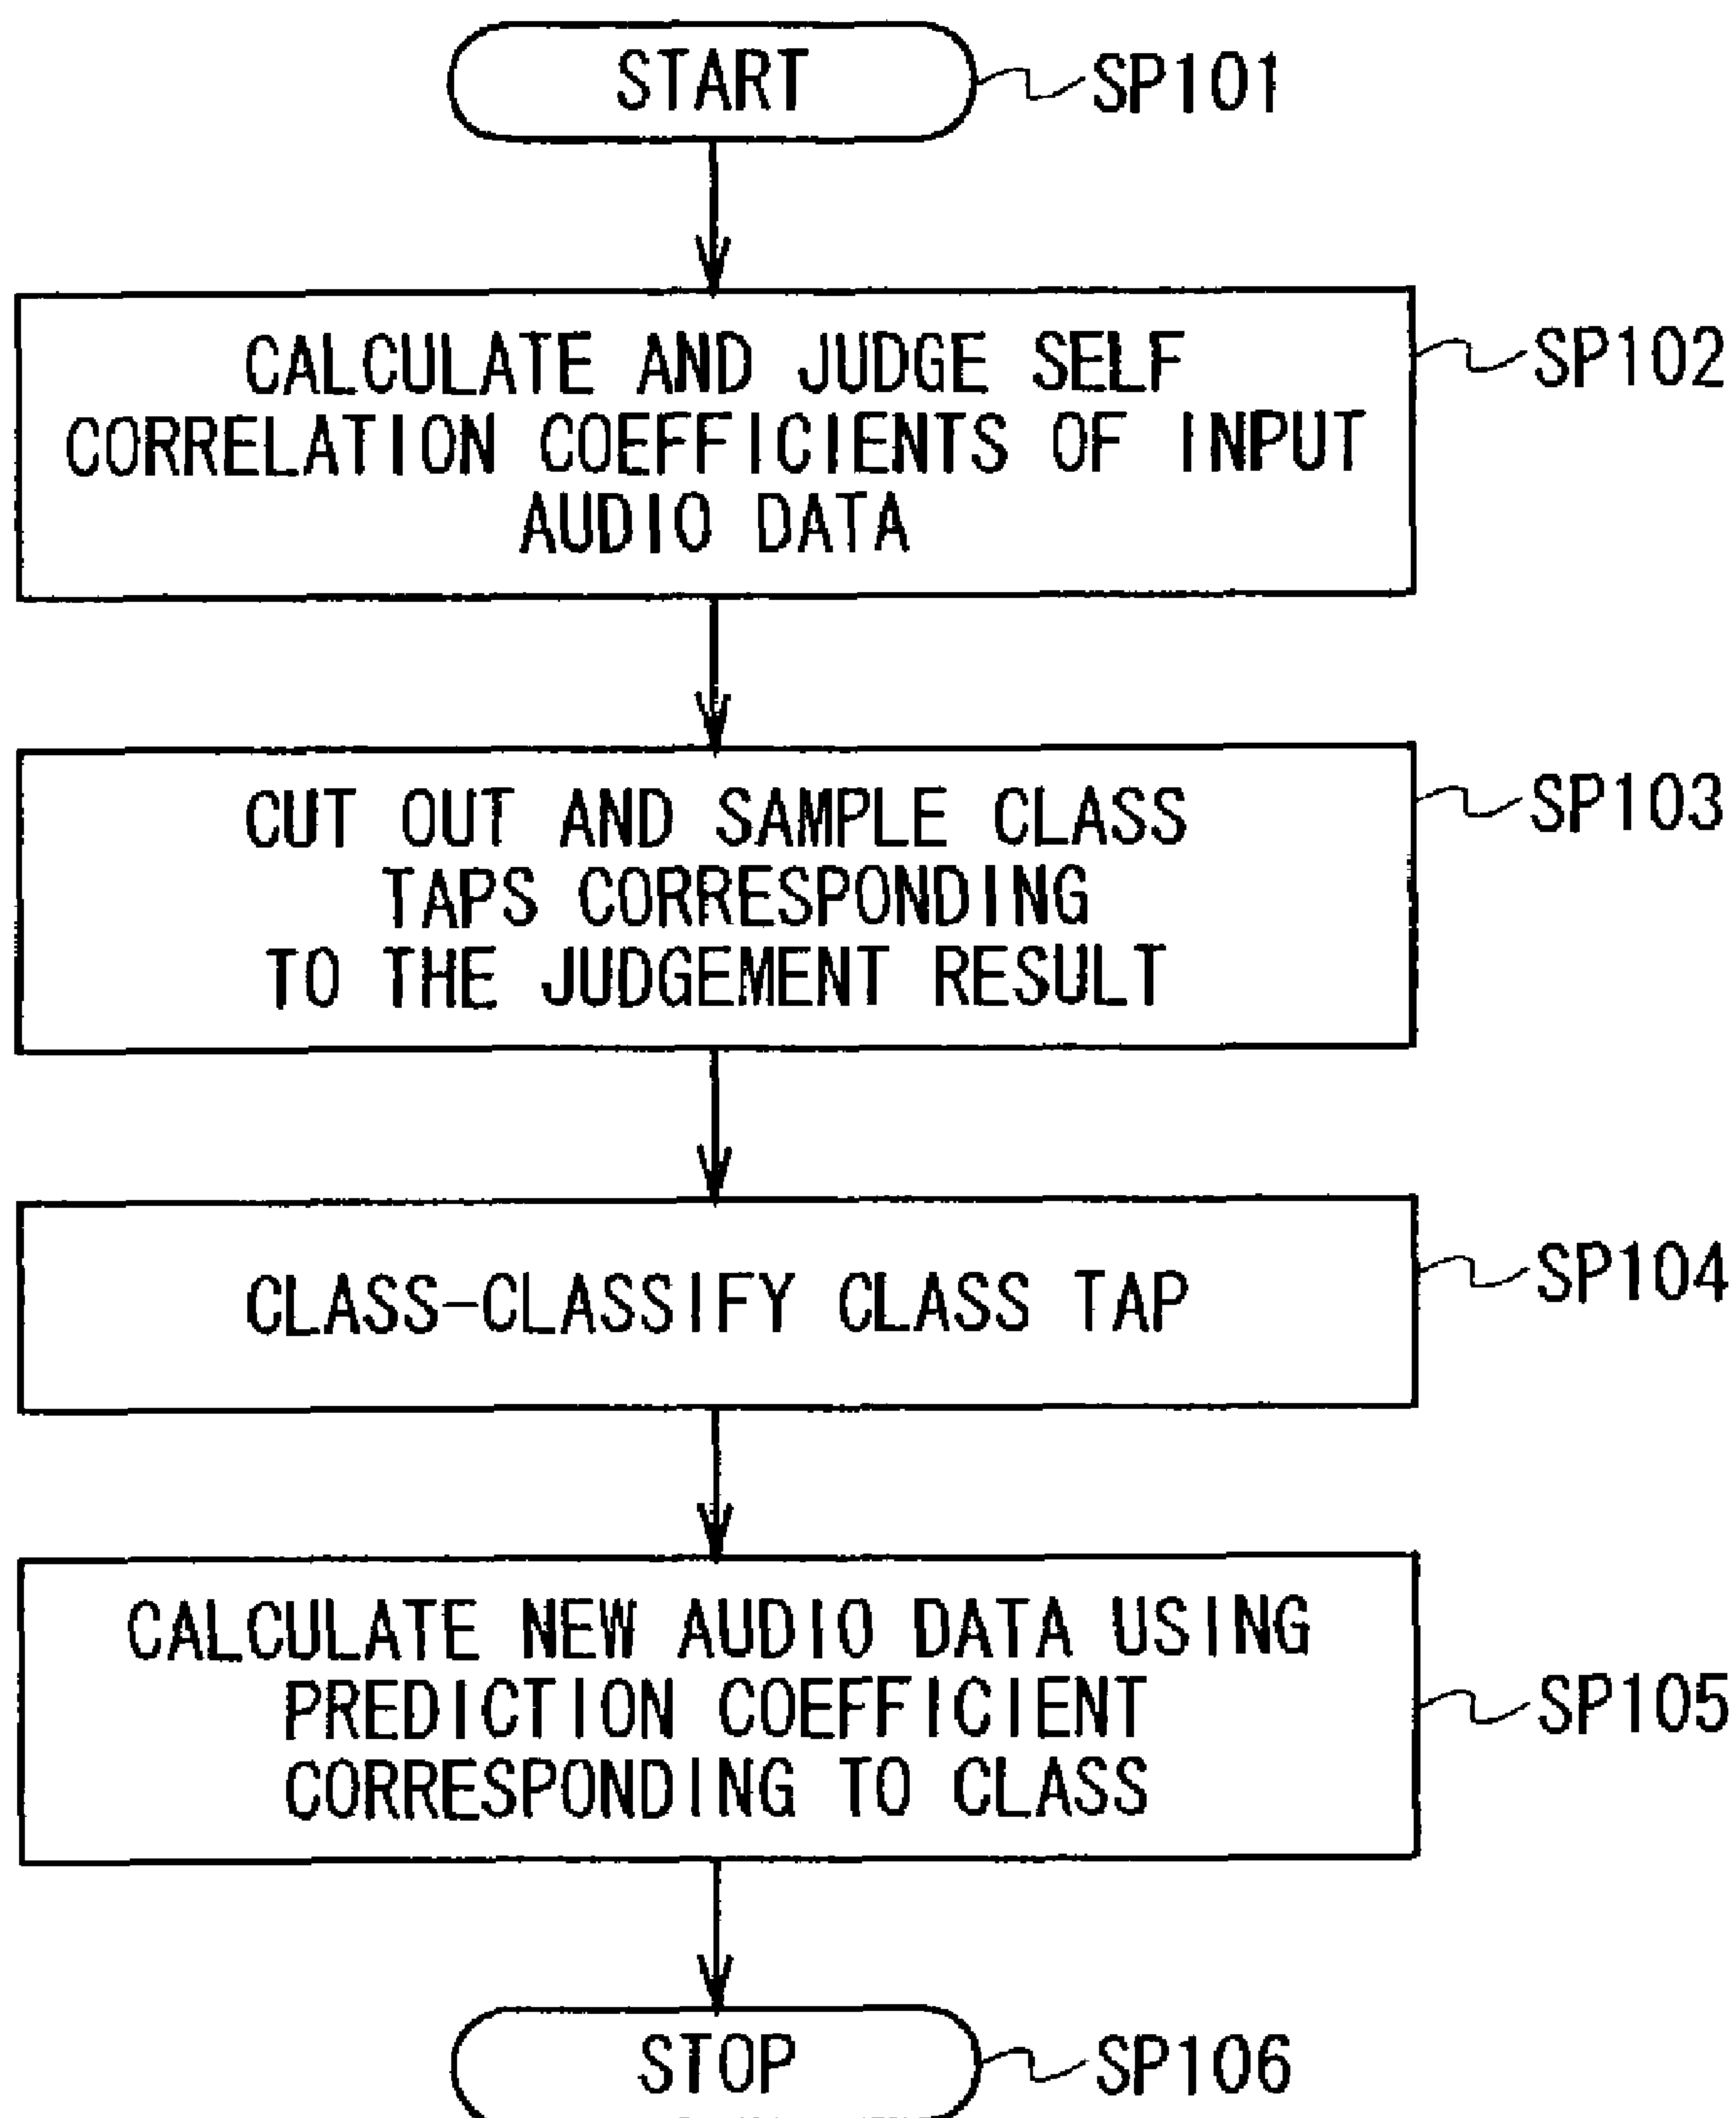 START
SP101
CALCULATE AND JUDGE SELF
CORRELATION COEFFICIENTS OF INPUT
AUDIO DATA
SP102
CUT OUT AND SAMPLE CLASS
TAPS CORRESPONDING
TO THE JUDGEMENT RESULT
SP103
CLASS-CLASSIFY CLASS TAP
SP104
CALCULATE NEW AUDIO DATA USING
PREDICTION COEFFICIENT
CORRESPONDING TO CLASS
SP105
STOP
SP106